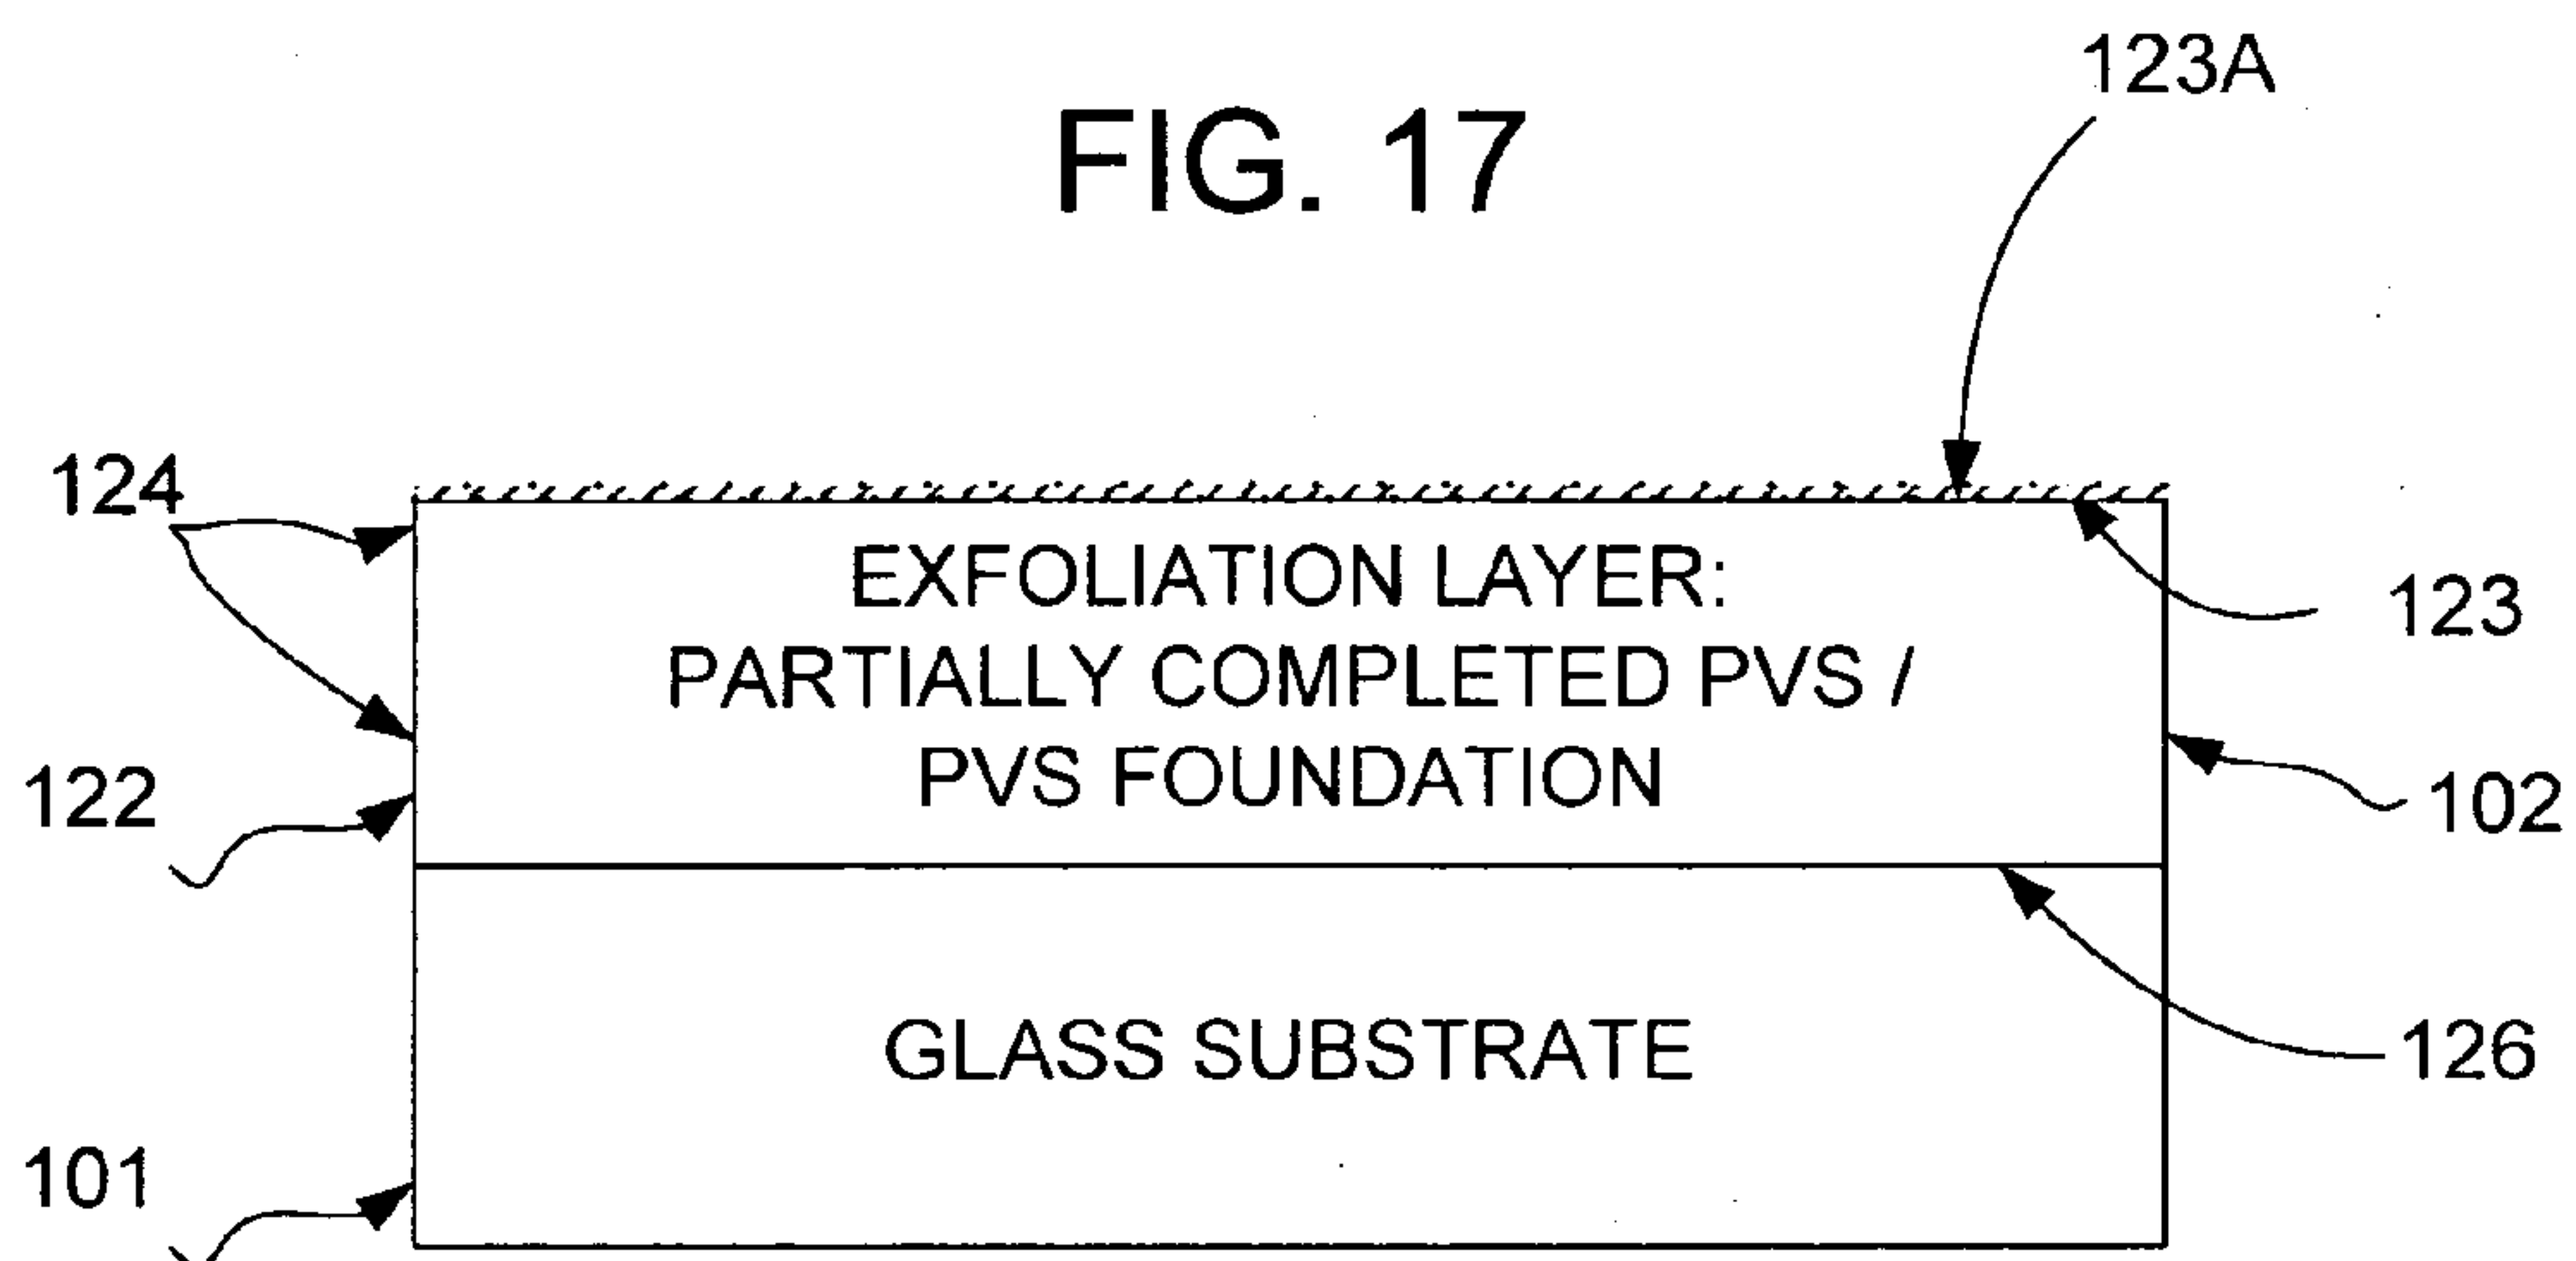 FIG. 17
123A
124
EXFOLIATION LAYER:
PARTIALLY COMPLETED PVS /
PVS FOUNDATION
123
122
102
GLASS SUBSTRATE
126
101